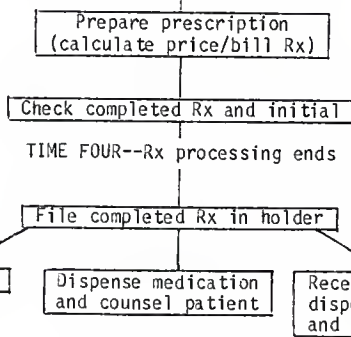 Prepare prescription
(calculate price/bill Rx)
Check completed Rx and initial
TIME FOUR--Rx processing ends
File completed Rx in holder
Dispense medication
and counsel patient
and